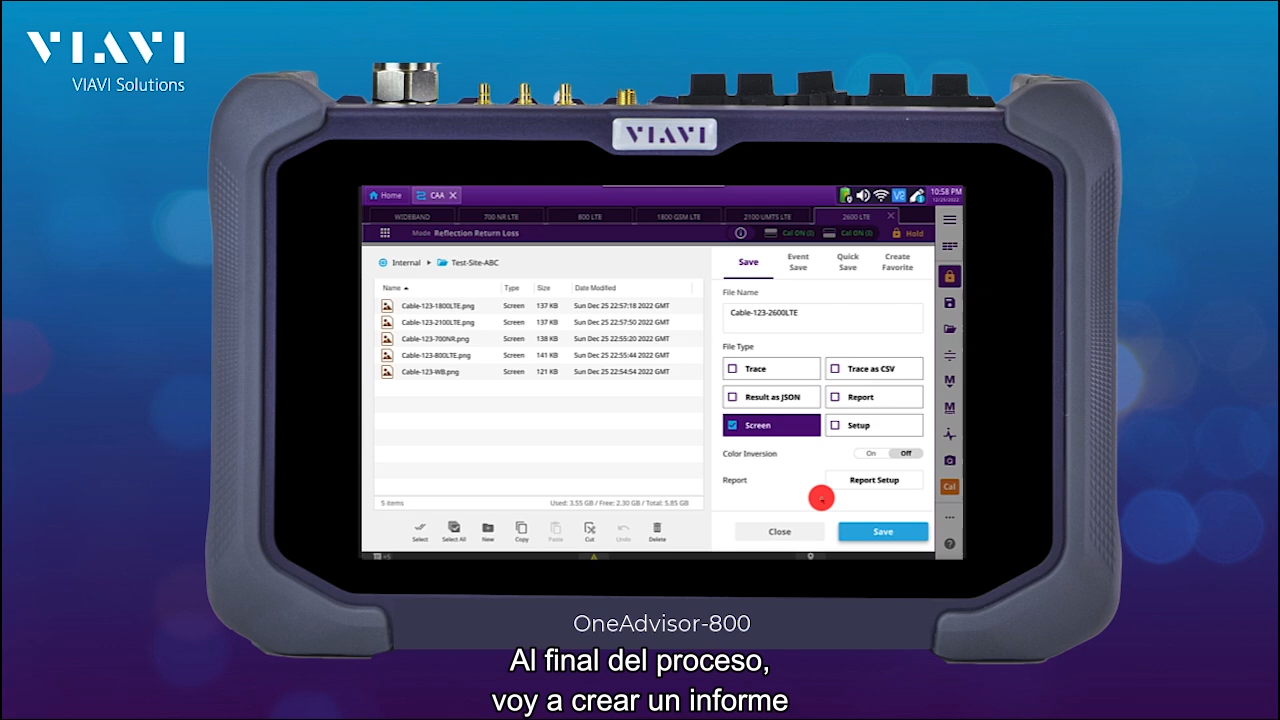 VIAVI
VIAVI Solutions
VIAVI
Home
CAA
10:58 PM
12/25/2022
WIDEBAND
700 NR LTE
800 LTE
1800 GSM LTE
2100 UMTS LTE
2600 LTE
Mode Reflection Return Loss
Cal ON (I)
Cal ON (I)
Hold
Internal
Test-Site-ABC
Name Type Size Date Modified
Cable-123-1800LTE.png Screen 137 KB Sun Dec 25 22:57:18 2022 GMT
Cable-123-2100LTE.png Screen 137 KB Sun Dec 25 22:57:50 2022 GMT
Cable-123-700NR.png Screen 138 KB Sun Dec 25 22:55:20 2022 GMT
Cable-123-800LTE.png Screen 141 KB Sun Dec 25 22:55:44 2022 GMT
Cable-123-WB.png Screen 121 KB Sun Dec 25 22:54:54 2022 GMT
5 items
Used: 3.55 GB / Free: 2.30 GB / Total: 5.85 GB
Select
Select All
New
Copy
Paste
Cut
Undo
Delete
Save
Event
Save
Quick
Save
Create
Favorite
File Name
Cable-123-2600LTE
File Type
Trace
Trace as CSV
Result as JSON
Report
Screen
Setup
Color Inversion
On
Off
Report
Report Setup
Close
Save
Cal
OneAdvisor-800
Al final del proceso,
voy a crear un informe